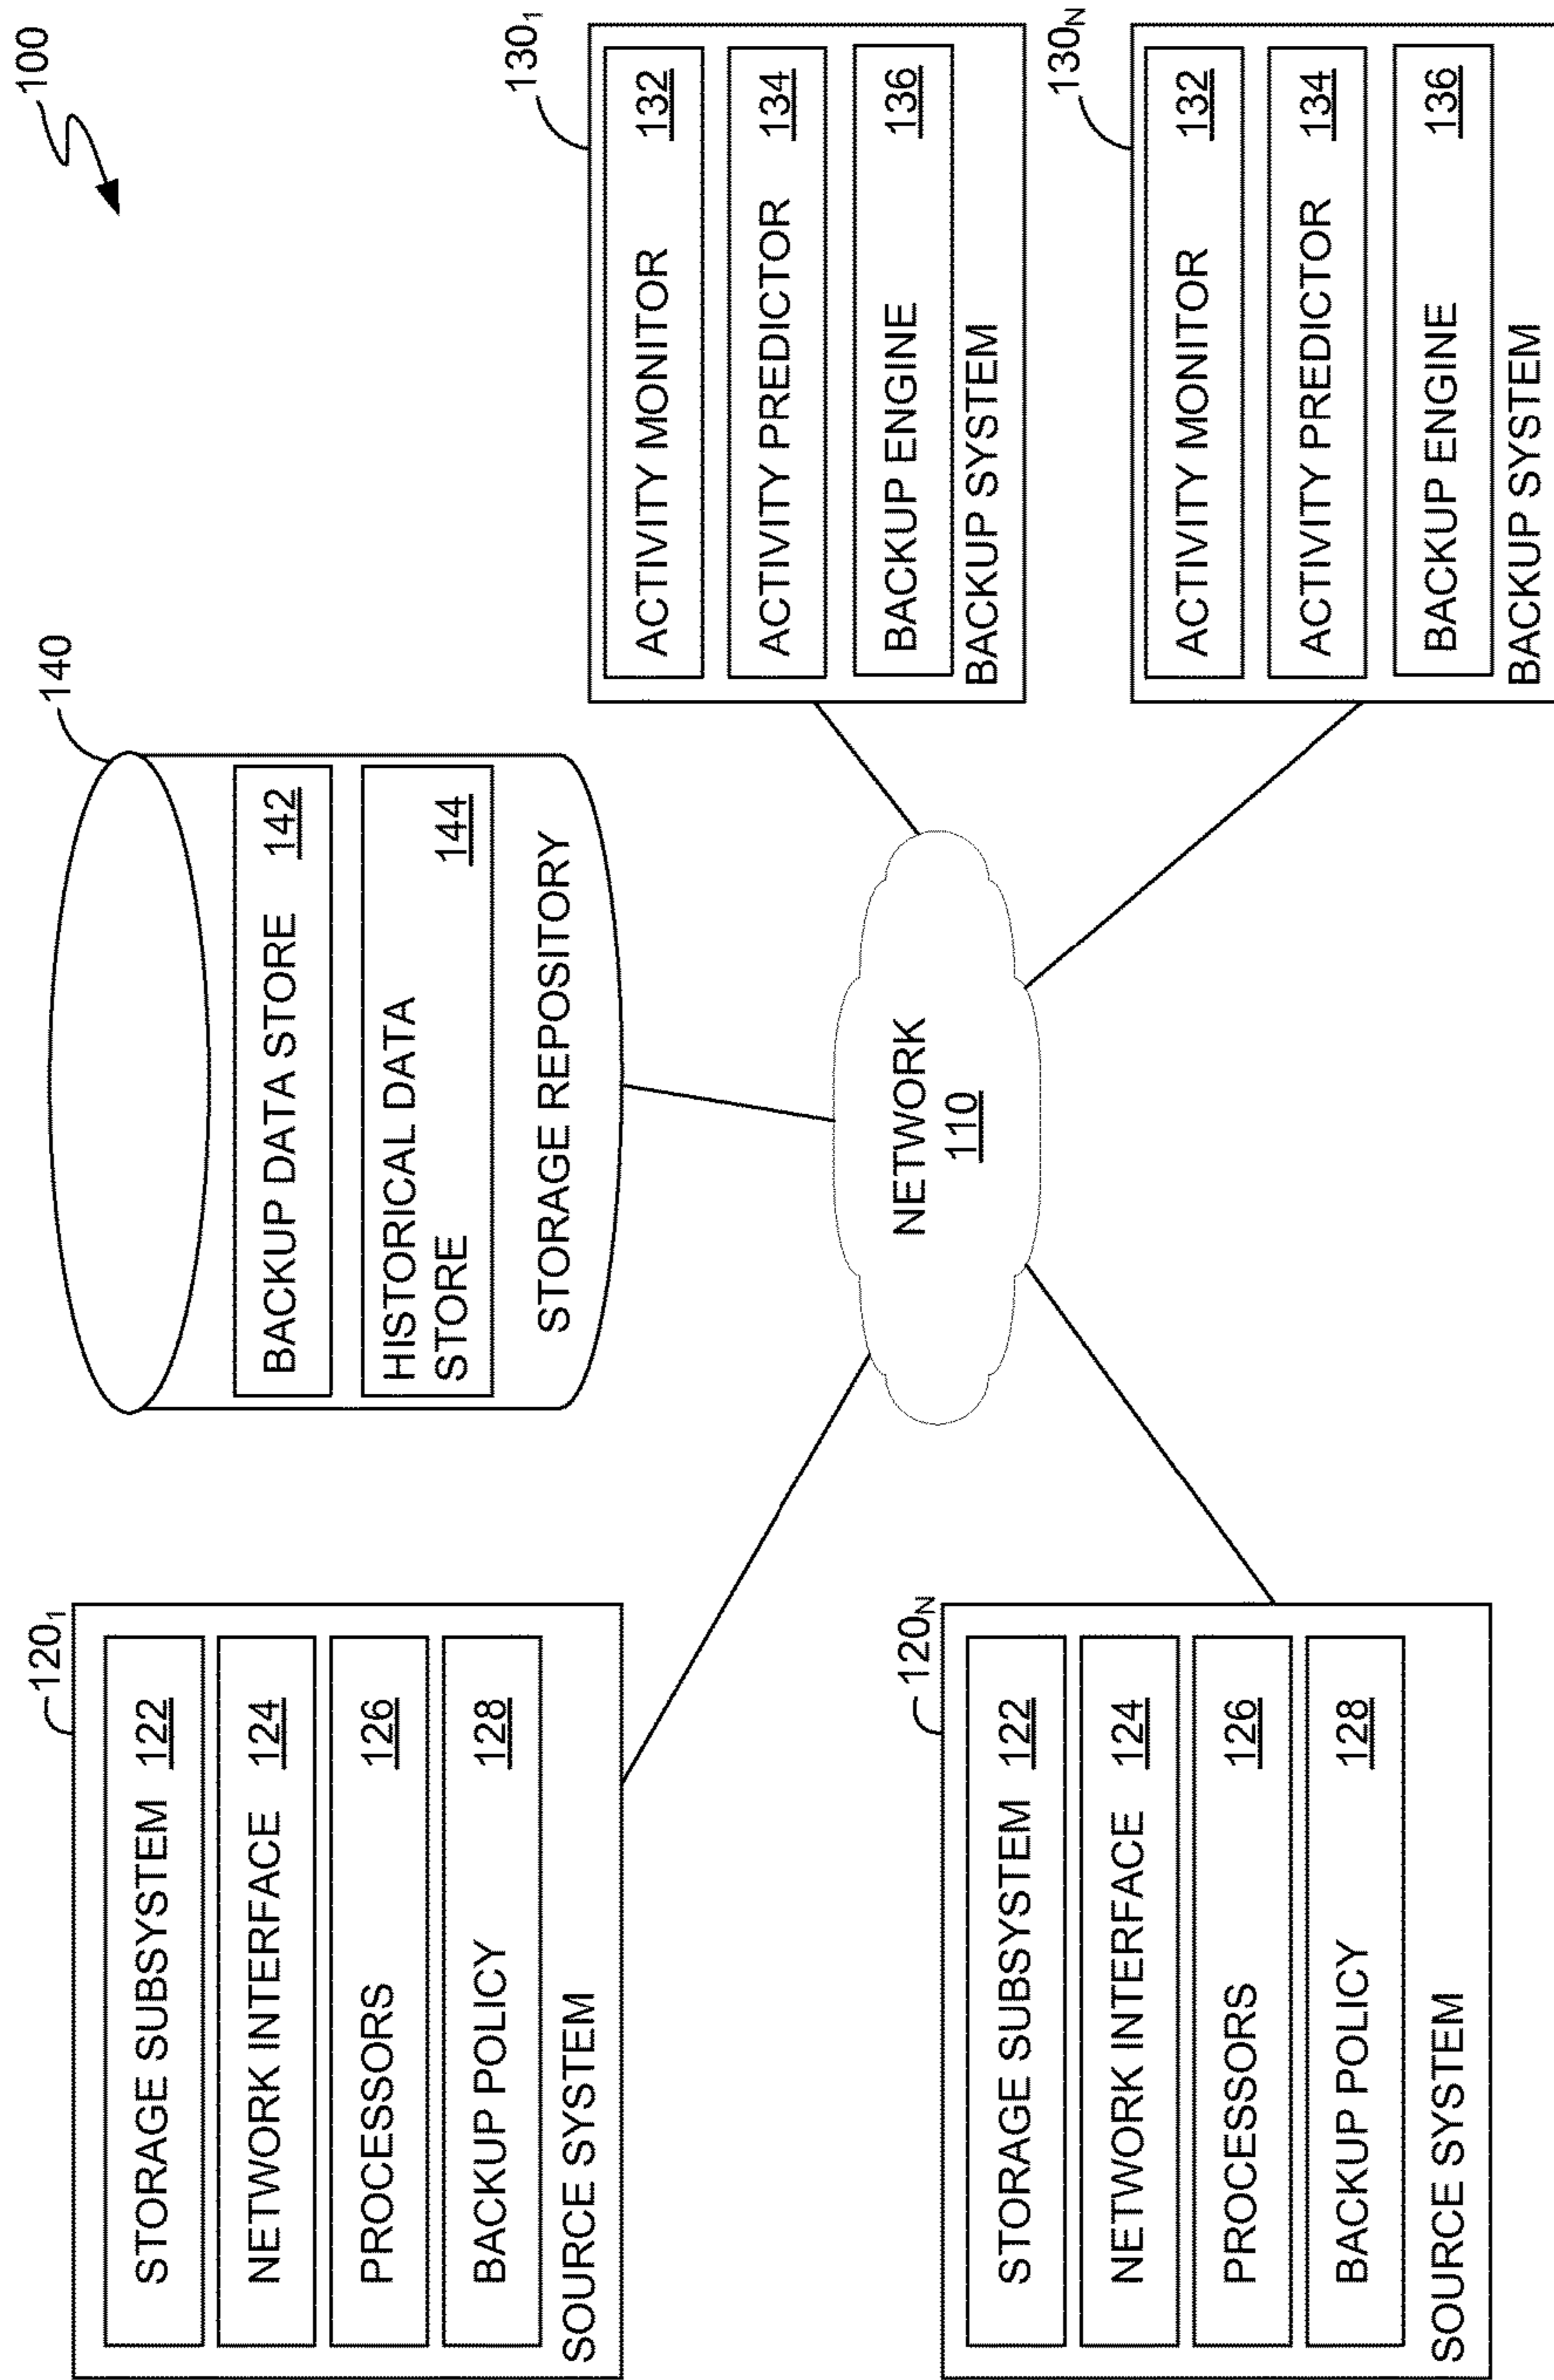 100
120₁
STORAGE SUBSYSTEM 122
NETWORK INTERFACE 124
PROCESSORS 126
BACKUP POLICY 128
SOURCE SYSTEM
120N
STORAGE SUBSYSTEM 122
NETWORK INTERFACE 124
PROCESSORS 126
BACKUP POLICY 128
SOURCE SYSTEM
140
BACKUP DATA STORE 142
HISTORICAL DATA
STORE 144
STORAGE REPOSITORY
NETWORK
110
130₁
ACTIVITY MONITOR 132
ACTIVITY PREDICTOR 134
BACKUP ENGINE 136
BACKUP SYSTEM
130N
ACTIVITY MONITOR 132
ACTIVITY PREDICTOR 134
BACKUP ENGINE 136
BACKUP SYSTEM